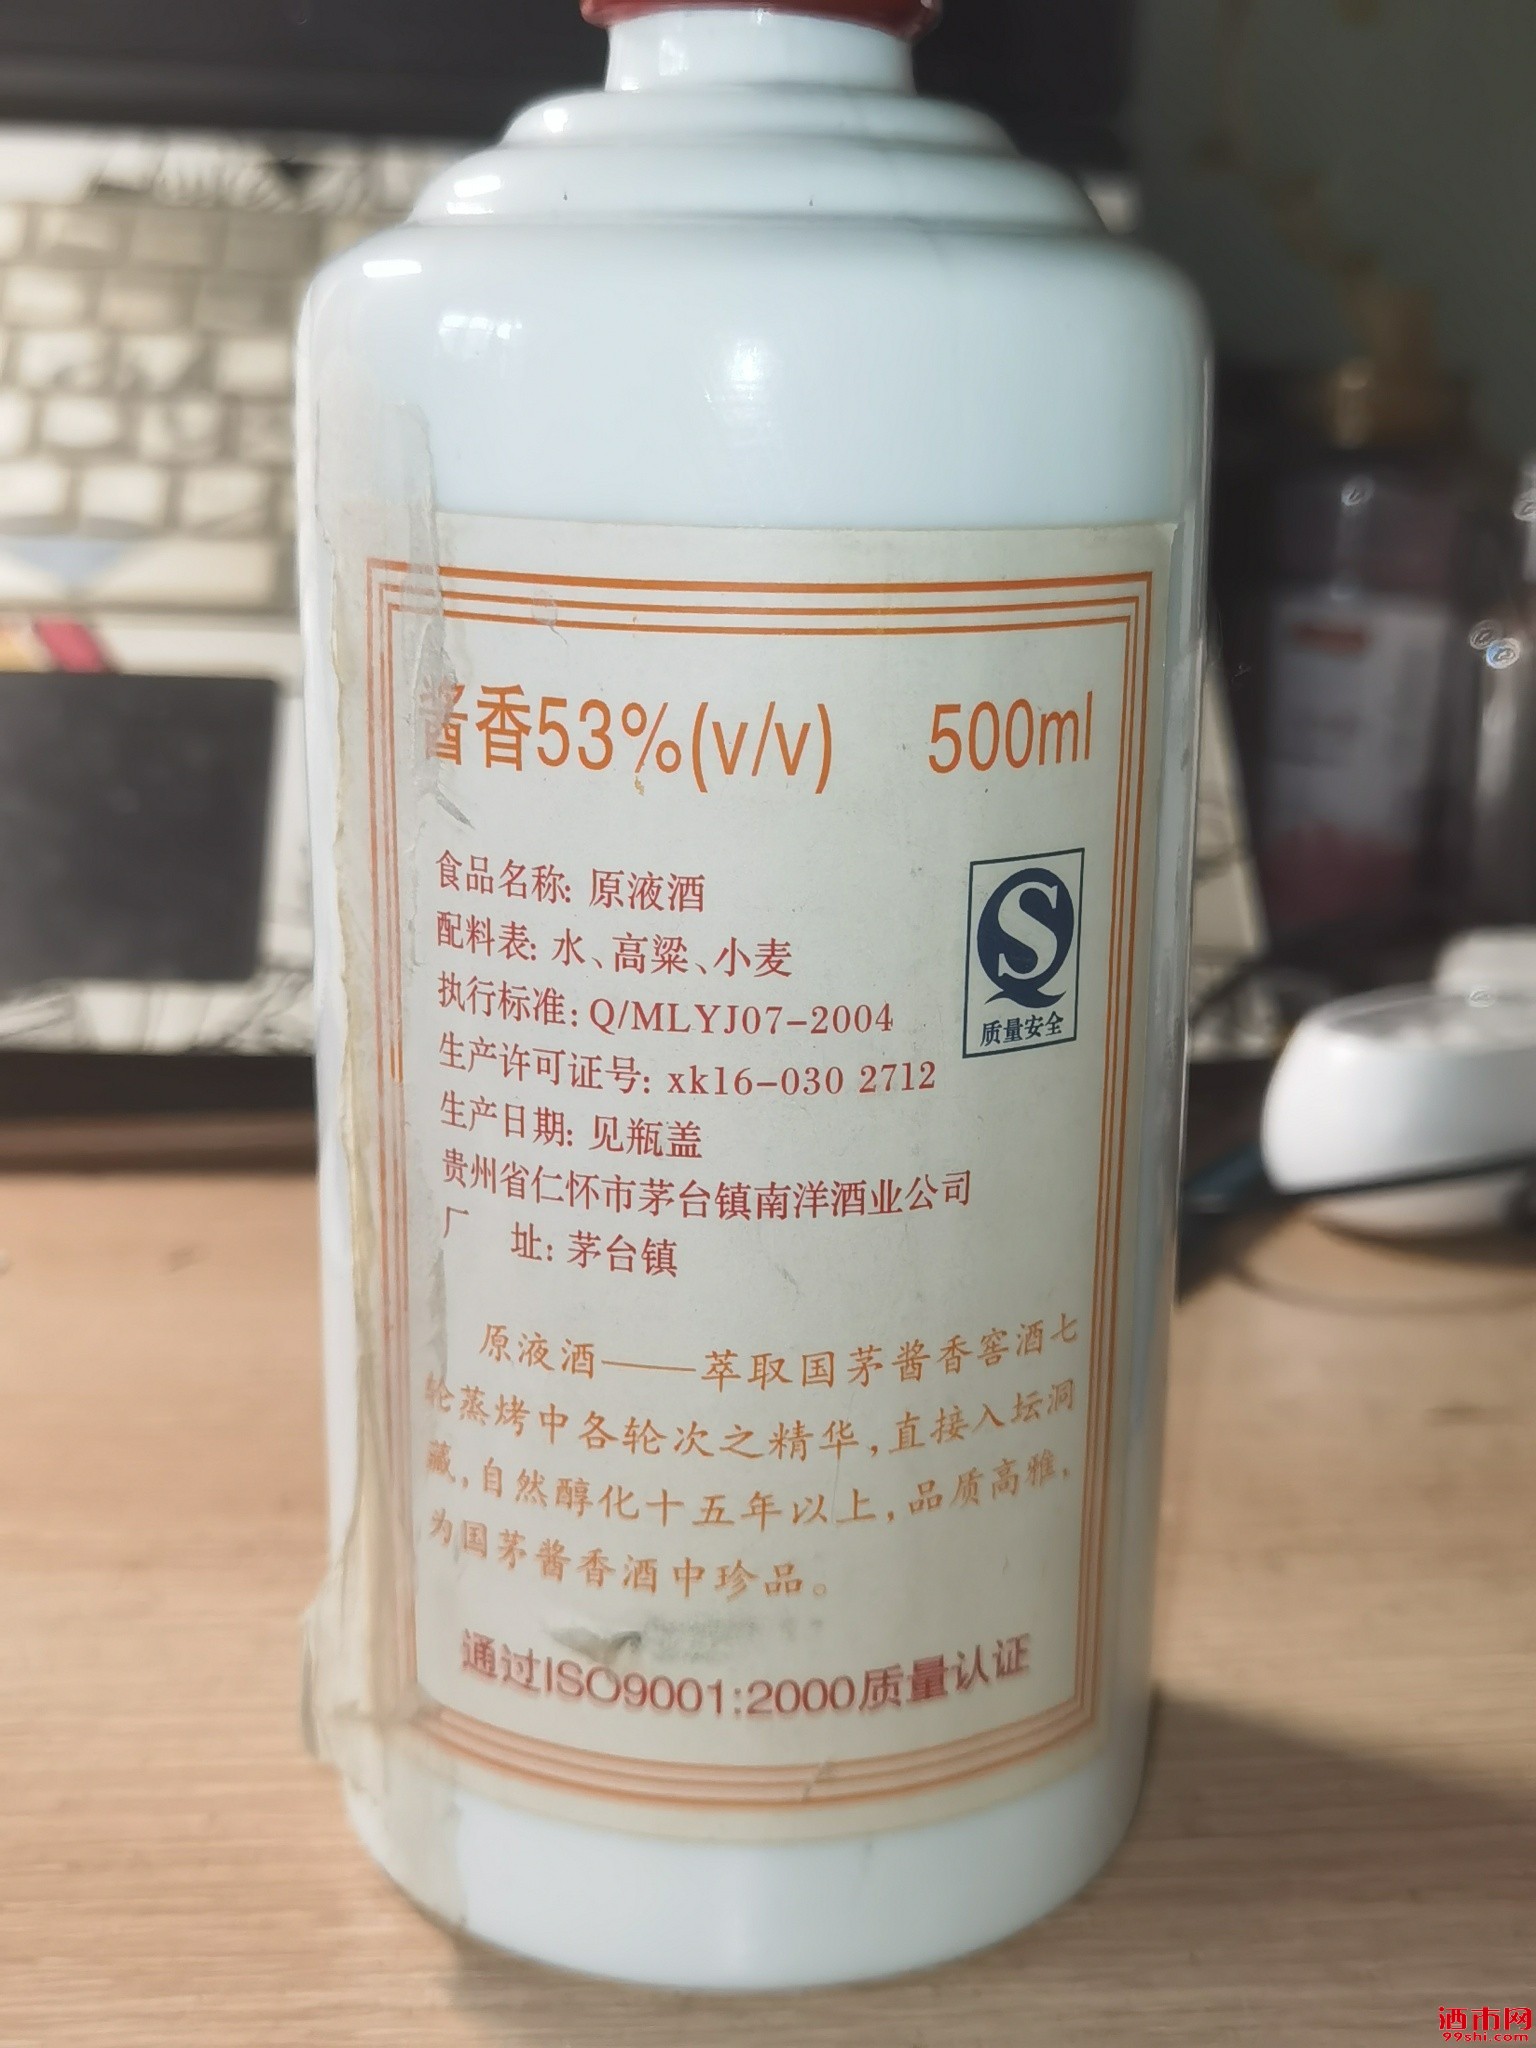 酱香53%(v/v) 500ml
食品名称: 原液酒
配料表: 水、高粱、小麦
执行标准: Q/MLYJ07-2004
生产许可证号: xk16-030 2712
生产日期: 见瓶盖
贵州省仁怀市茅台镇南洋酒业公司
厂 址: 茅台镇
S
质量安全
原液酒——萃取国茅酱香窖酒七
轮蒸烤中各轮次之精华,直接入坛洞
藏,自然醇化十五年以上,品质高雅,
为国茅酱香酒中珍品。
通过ISO9001:2000质量认证
酒市网
99shi.com